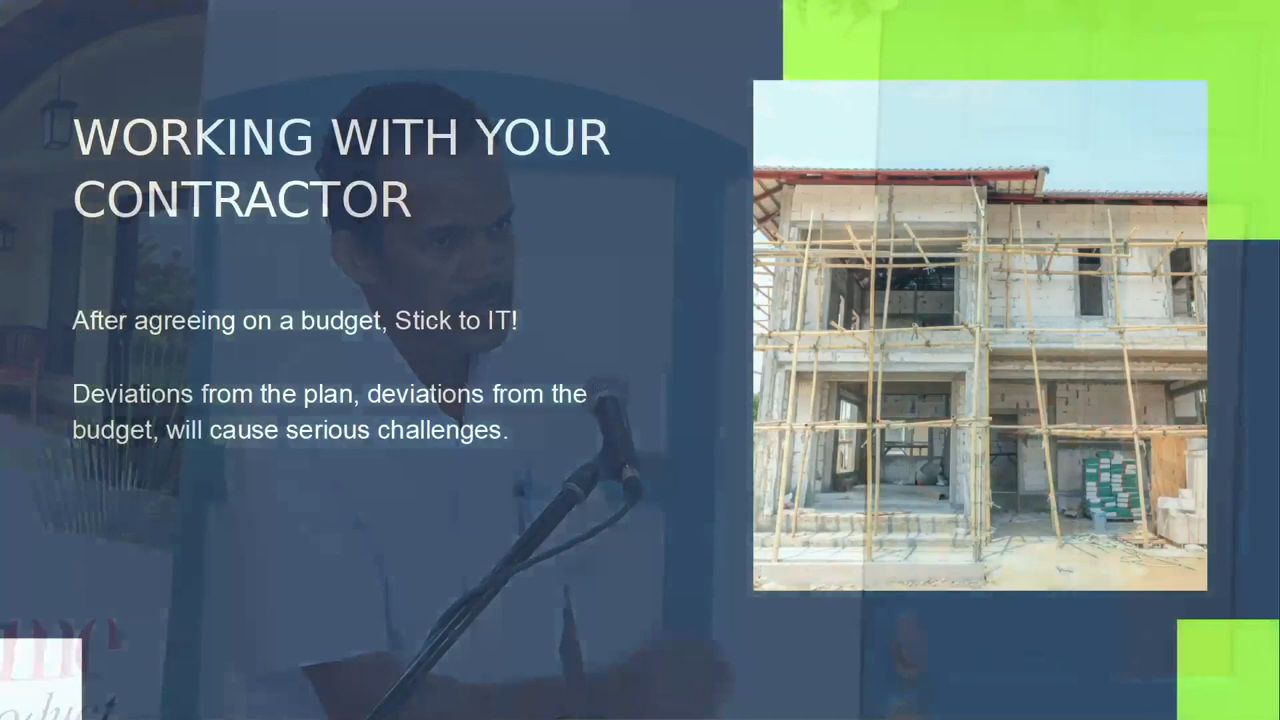 WORKING WITH YOUR
CONTRACTOR
After agreeing on a budget, Stick to IT!
Deviations from the plan, deviations from the
budget, will cause serious challenges.